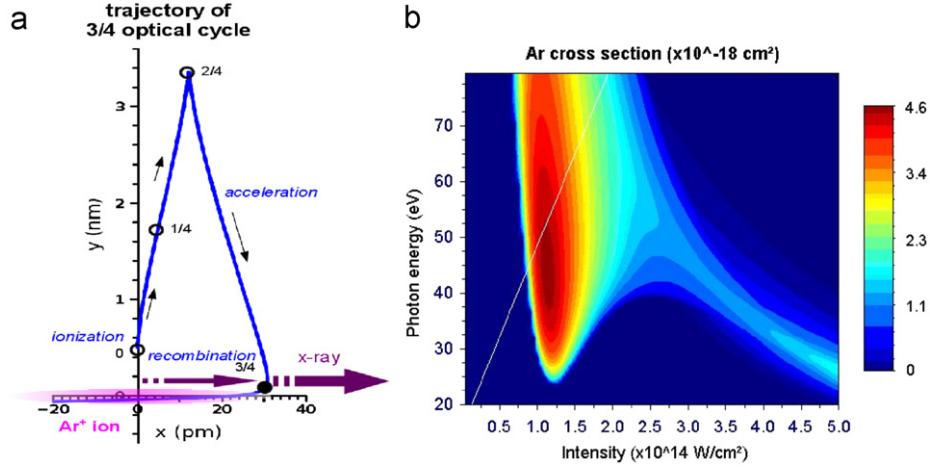 a
trajectory of
3/4 optical cycle
2/4
3
acceleration
2
y (nm)
1/4
1
ionization
0
recombination
3/4
x-ray
0
-20
0
20
40
Ar⁺ ion
x (pm)
b
Ar cross section (x10^-18 cm²)
70
60
50
40
30
20
Photon energy (eV)
0.5 1.0 1.5 2.0 2.5 3.0 3.5 4.0 4.5 5.0
Intensity (x10^14 W/cm²)
4.6
3.4
2.3
1.1
0